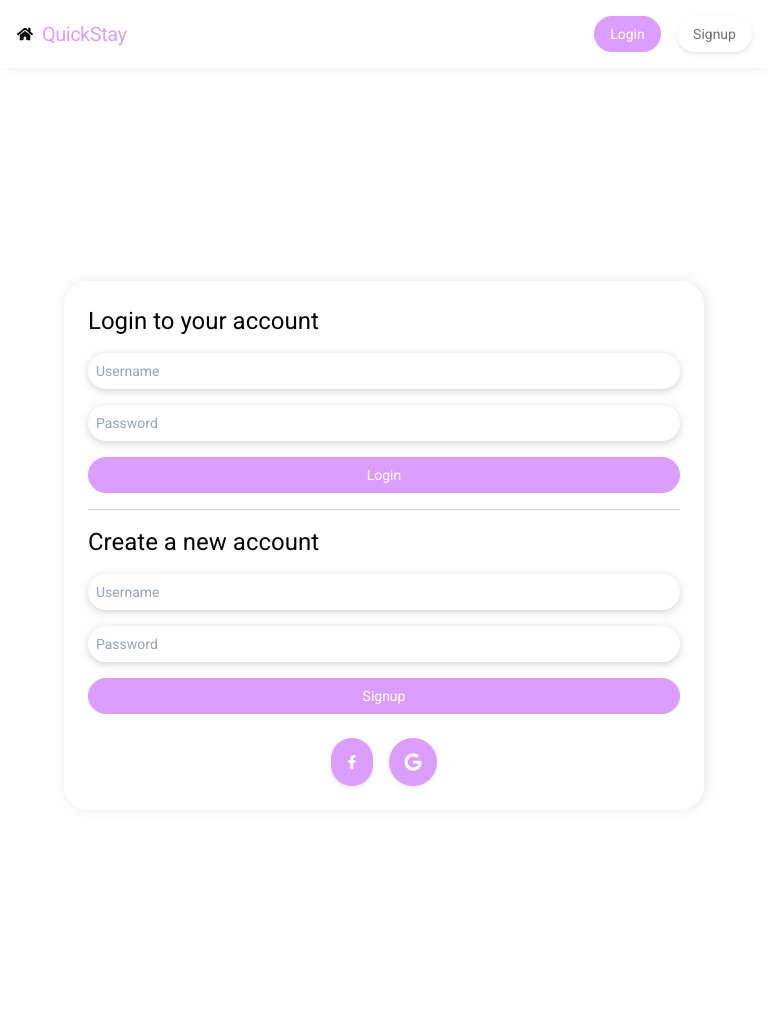 QuickStay
Login
Signup
Login to your account
Username
Password
Login
Create a new account
Username
Password
Signup